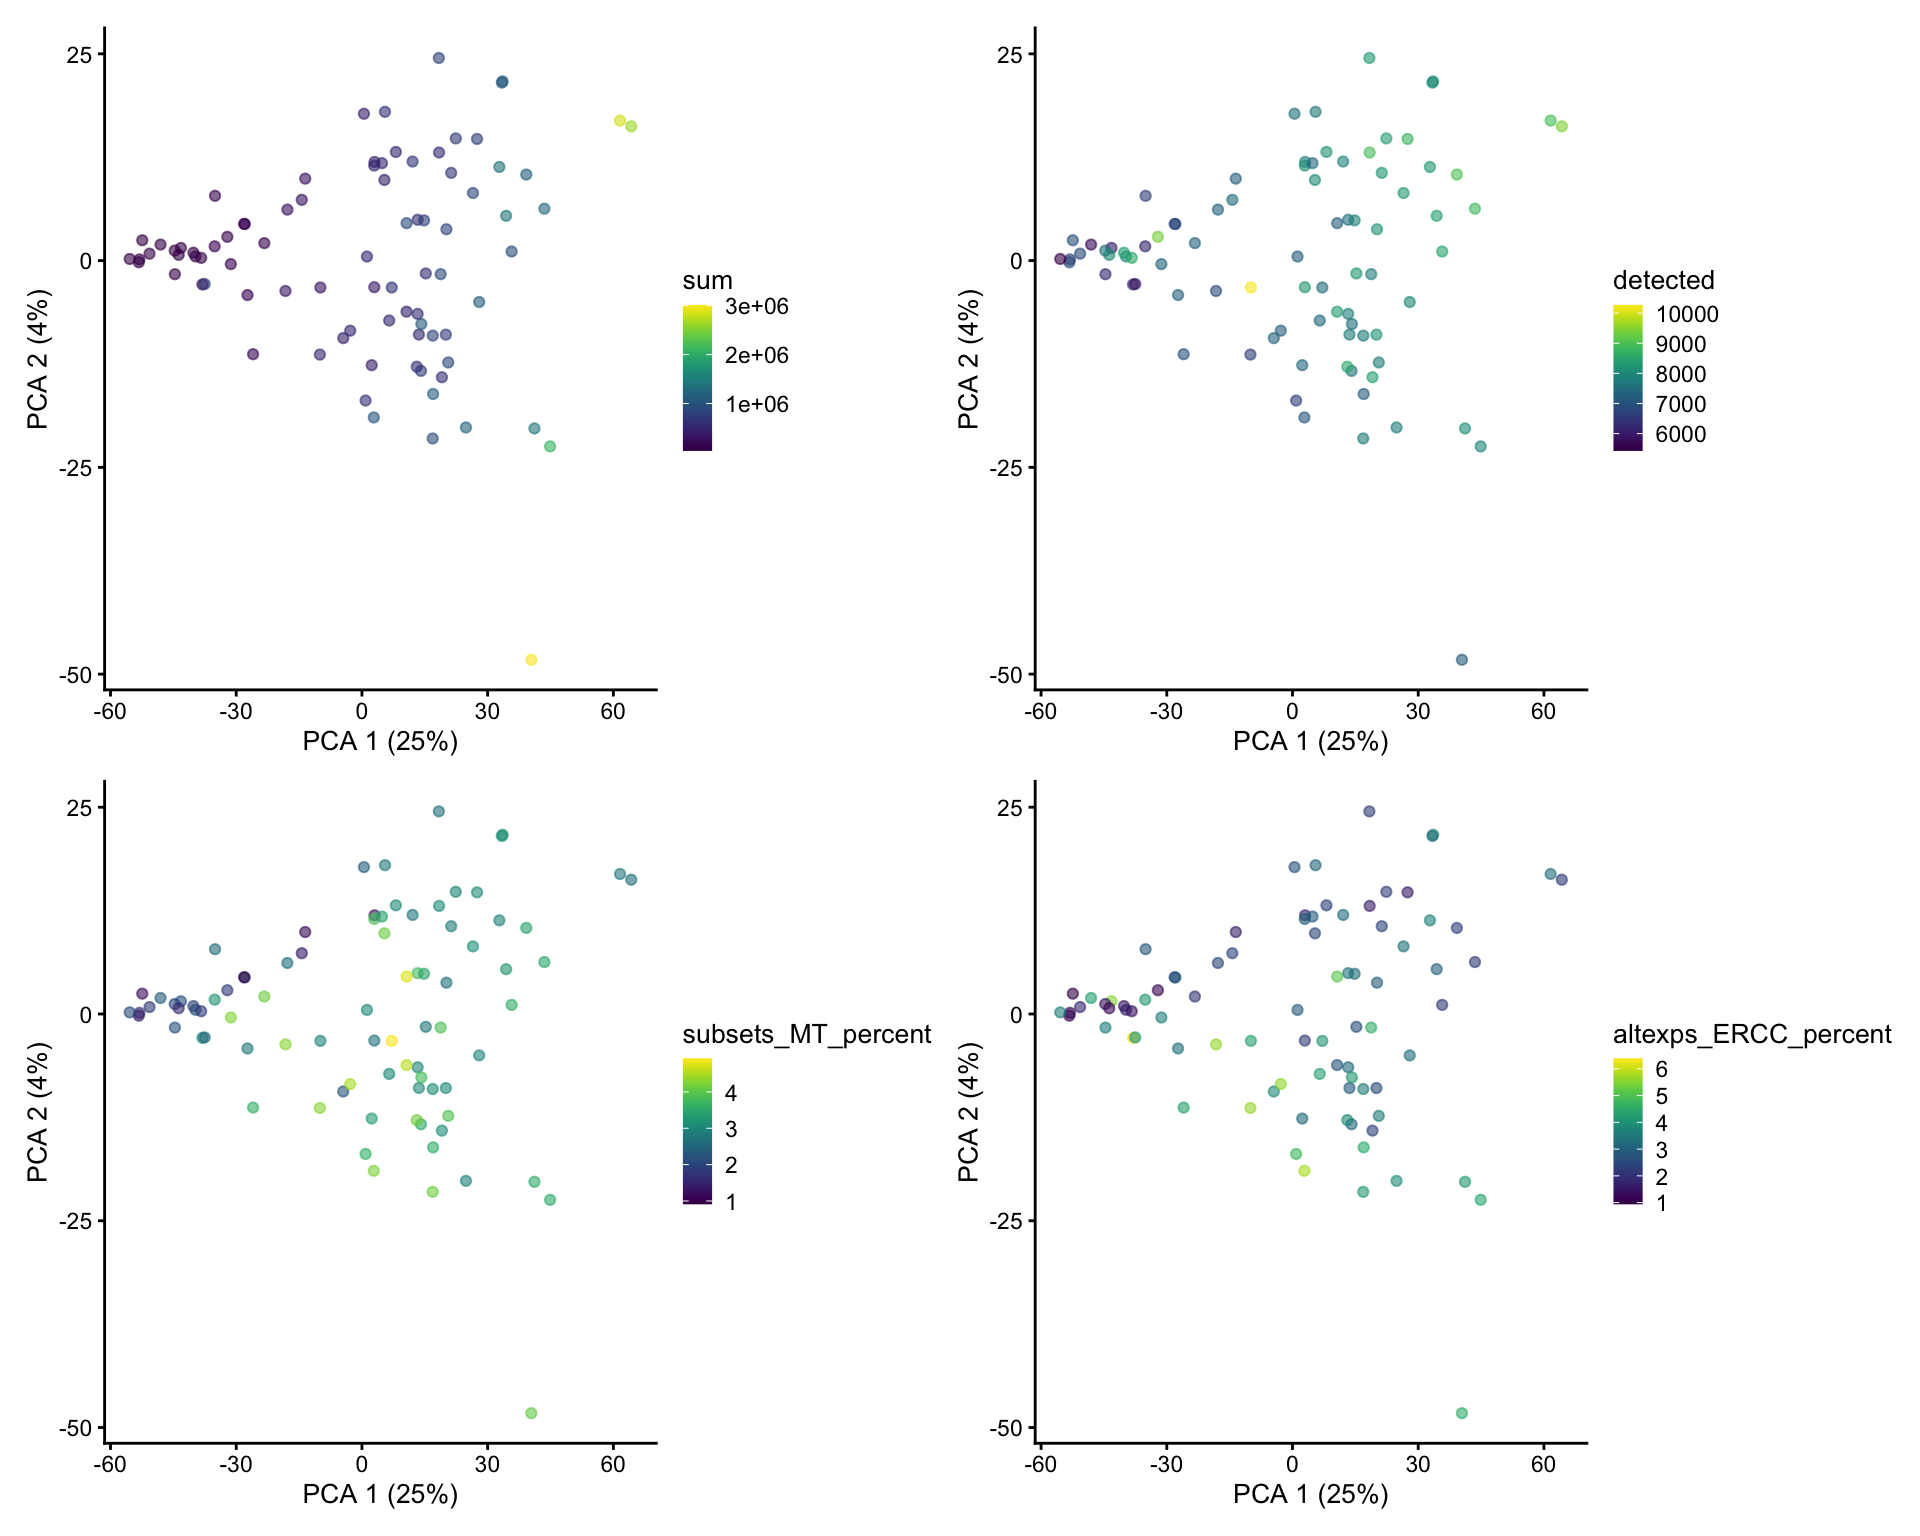 25
0
-25
-50
-60 -30 0 30 60
PCA 1 (25%)
PCA 2 (4%)
sum
3e+06
2e+06
1e+06
25
0
-25
-50
-60 -30 0 30 60
PCA 1 (25%)
PCA 2 (4%)
detected
10000
9000
8000
7000
6000
25
0
-25
-50
-60 -30 0 30 60
PCA 1 (25%)
PCA 2 (4%)
subsets_MT_percent
4
3
2
1
25
0
-25
-50
-60 -30 0 30 60
PCA 1 (25%)
PCA 2 (4%)
altexps_ERCC_percent
6
5
4
3
2
1